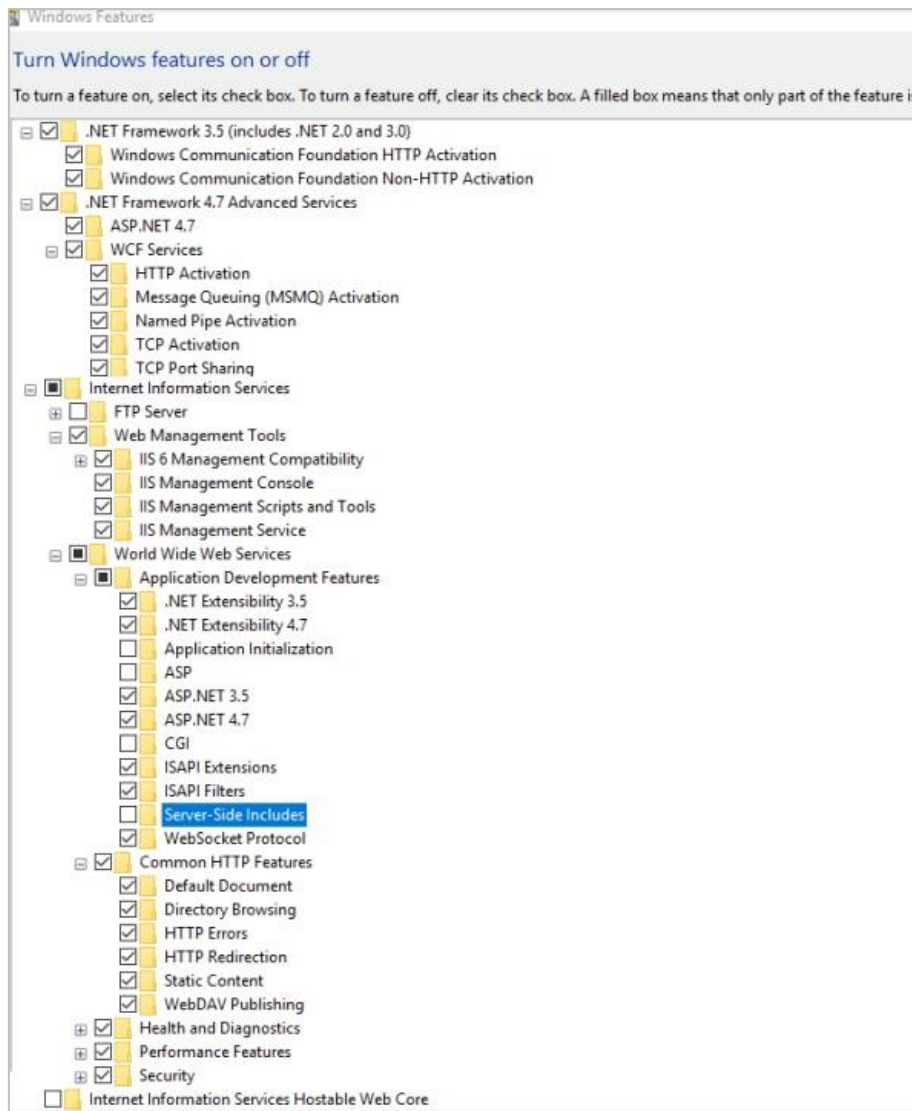 Windows Features
Turn Windows features on or off
To turn a feature on, select its check box. To turn a feature off, clear its check box. A filled box means that only part of the feature is
.NET Framework 3.5 (includes .NET 2.0 and 3.0)
Windows Communication Foundation HTTP Activation
Windows Communication Foundation Non-HTTP Activation
.NET Framework 4.7 Advanced Services
ASP.NET 4.7
WCF Services
HTTP Activation
Message Queuing (MSMQ) Activation
Named Pipe Activation
TCP Activation
TCP Port Sharing
Internet Information Services
FTP Server
Web Management Tools
IIS 6 Management Compatibility
IIS Management Console
IIS Management Scripts and Tools
IIS Management Service
World Wide Web Services
Application Development Features
.NET Extensibility 3.5
.NET Extensibility 4.7
Application Initialization
ASP
ASP.NET 3.5
ASP.NET 4.7
CGI
ISAPI Extensions
ISAPI Filters
Server-Side Includes
WebSocket Protocol
Common HTTP Features
Default Document
Directory Browsing
HTTP Errors
HTTP Redirection
Static Content
WebDAV Publishing
Health and Diagnostics
Performance Features
Security
Internet Information Services Hostable Web Core